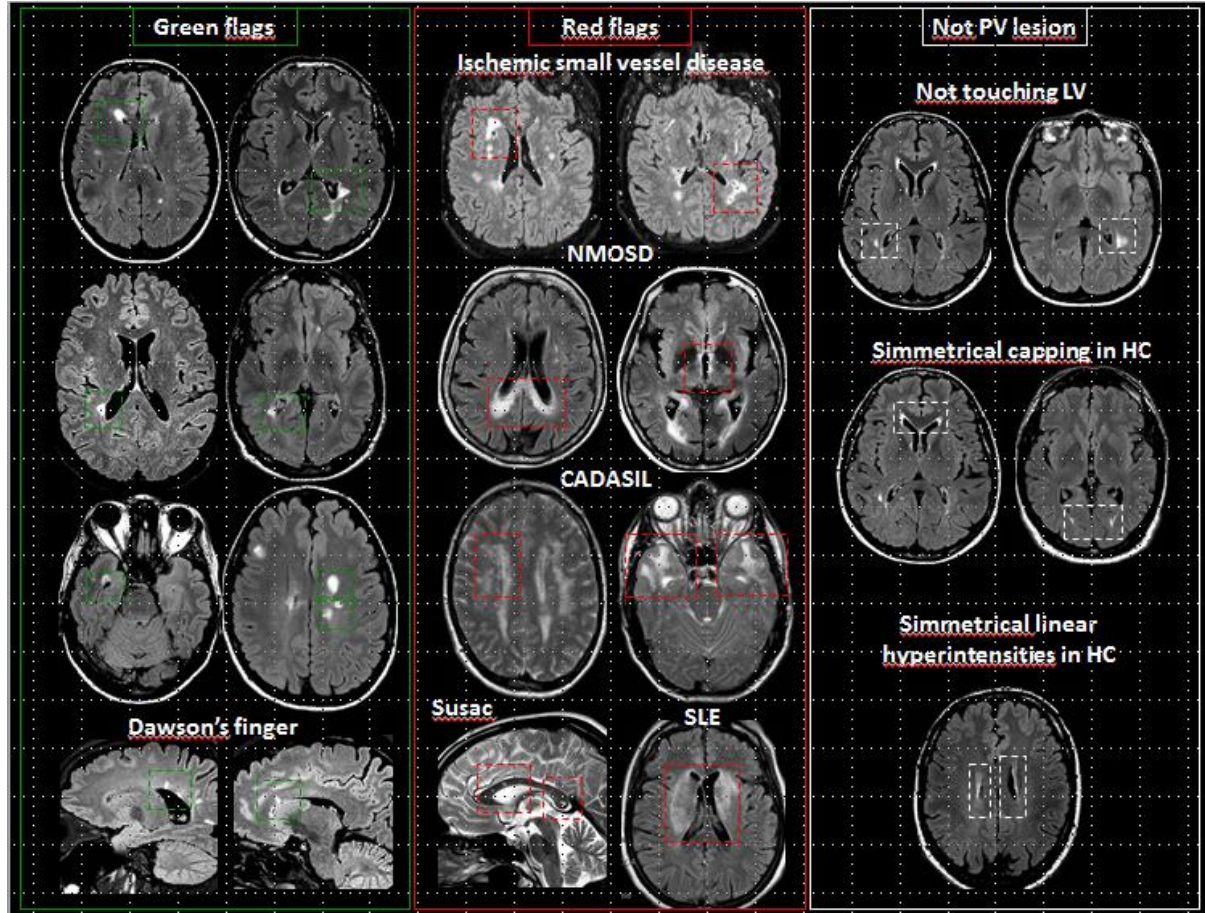 Green flags
Red flags
Not PV lesion
Ischemic small vessel disease
Not touching LV
NMOSD
Simmetrical capping in HC
CADASIL
Simmetrical linear
hyperintensities in HC
Dawson's finger
Susac
SLE